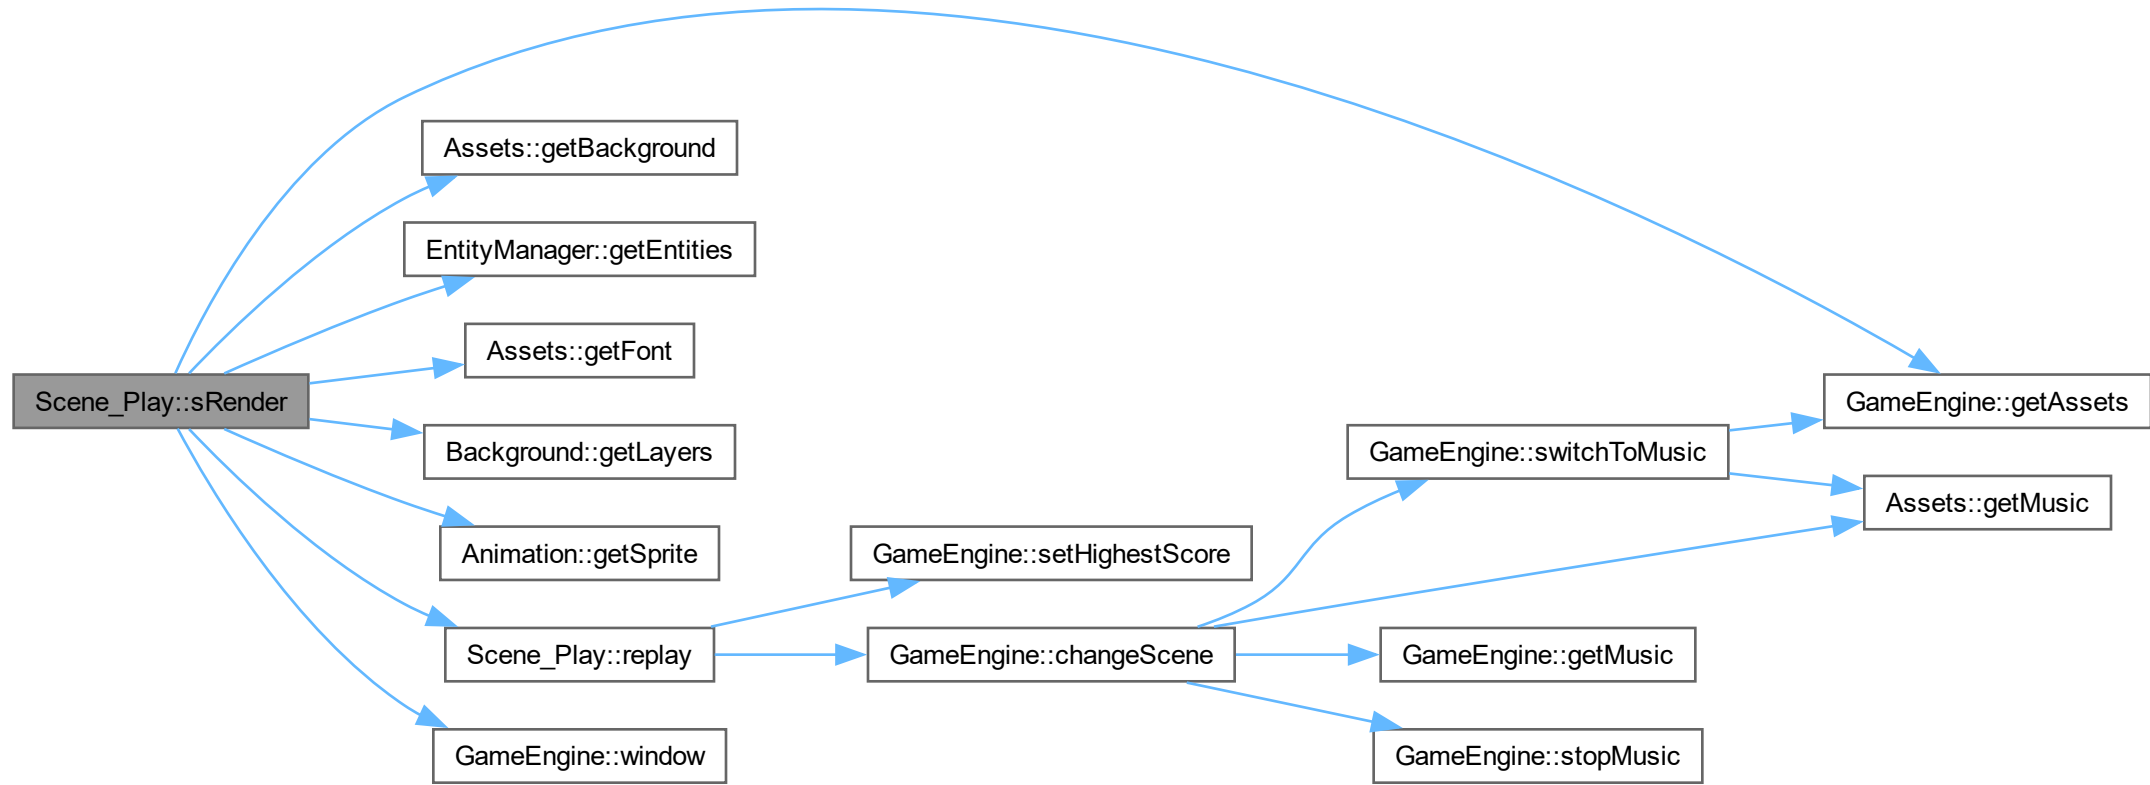 Assets::getBackground
EntityManager::getEntities
Assets::getFont
Scene_Play::sRender
GameEngine::getAssets
Background::getLayers
GameEngine::switchToMusic
Assets::getMusic
Animation::getSprite
GameEngine::setHighestScore
Scene_Play::replay
GameEngine::changeScene
GameEngine::getMusic
GameEngine::window
GameEngine::stopMusic